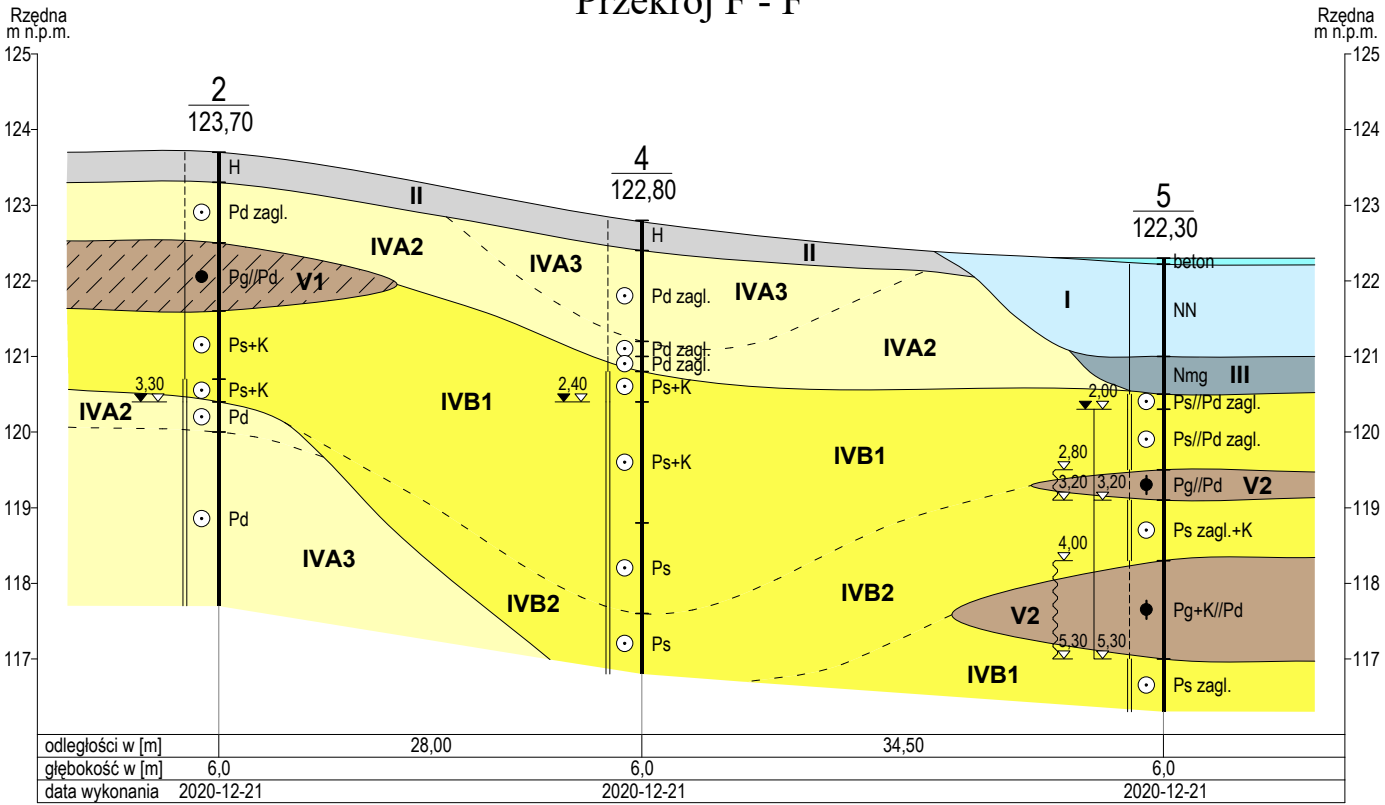 Przekrój F - F
Rzędna
m n.p.m.
Rzędna
m n.p.m.
125
125
2
123,70
124
124
4
122,80
H
5
122,30
123
II
Pd zagl.
123
H
IVA2
II
IVA3
beton
122
Pg//Pd
V1
Pd zagl.
IVA3
I
NN
122
Ps+K
Pd zagl.
IVA2
121
Pd zagl.
121
Nmg
III
3,30
Ps+K
2,40
Ps+K
2,00
IVA2
Pd
IVB1
Ps//Pd zagl.
120
120
Ps+K
IVB1
Ps//Pd zagl.
2,80
3,20
3,20
Pg//Pd
V2
119
Pd
119
Ps zagl.+K
IVA3
4,00
118
Ps
IVB2
118
IVB2
V2
Pg+K//Pd
Ps
5,30
5,30
117
IVB1
117
Ps zagl.
odległości w [m]
28,00
34,50
głębokość w [m]
6,0
6,0
6,0
data wykonania
2020-12-21
2020-12-21
2020-12-21